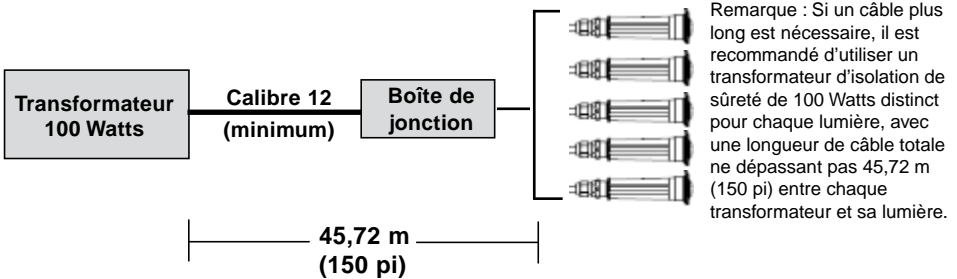 Transformateur
100 Watts
Calibre 12
(minimum)
Boîte de
jonction
45,72 m
(150 pi)
Remarque : Si un câble plus
long est nécessaire, il est
recommandé d'utiliser un
transformateur d'isolation de
sûreté de 100 Watts distinct
pour chaque lumière, avec
une longueur de câble totale
ne dépassant pas 45,72 m
(150 pi) entre chaque
transformateur et sa lumière.